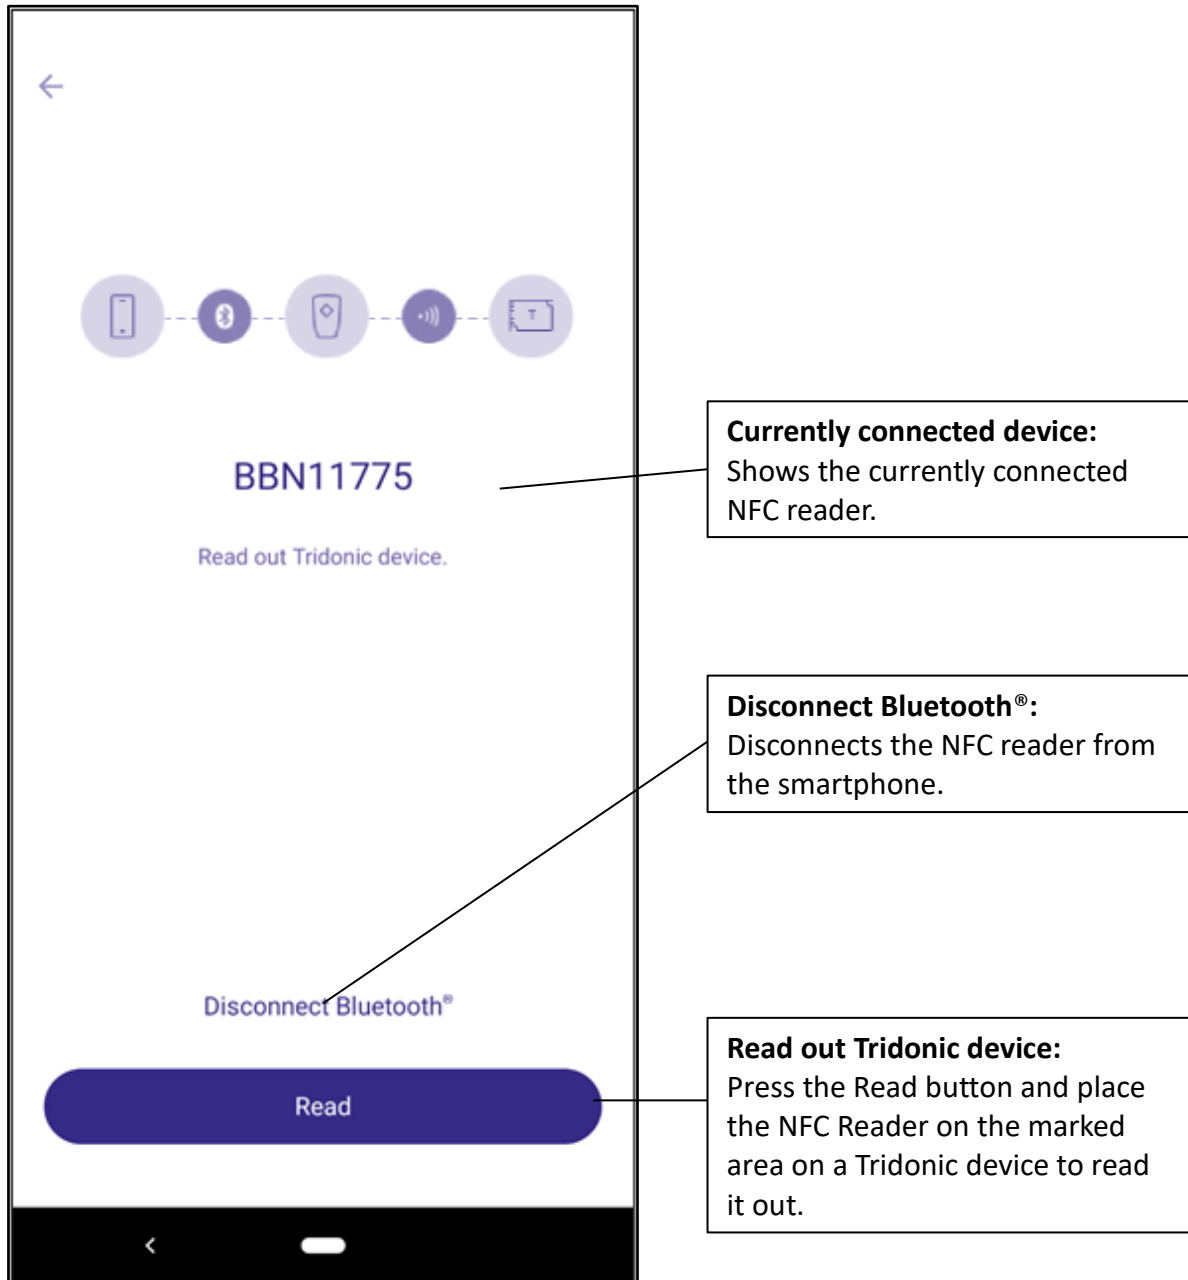 T
BBN11775
Read out Tridonic device.
Disconnect Bluetooth®
Read
Currently connected device:
Shows the currently connected
NFC reader.
Disconnect Bluetooth®:
Disconnects the NFC reader from
the smartphone.
Read out Tridonic device:
Press the Read button and place
the NFC Reader on the marked
area on a Tridonic device to read
it out.